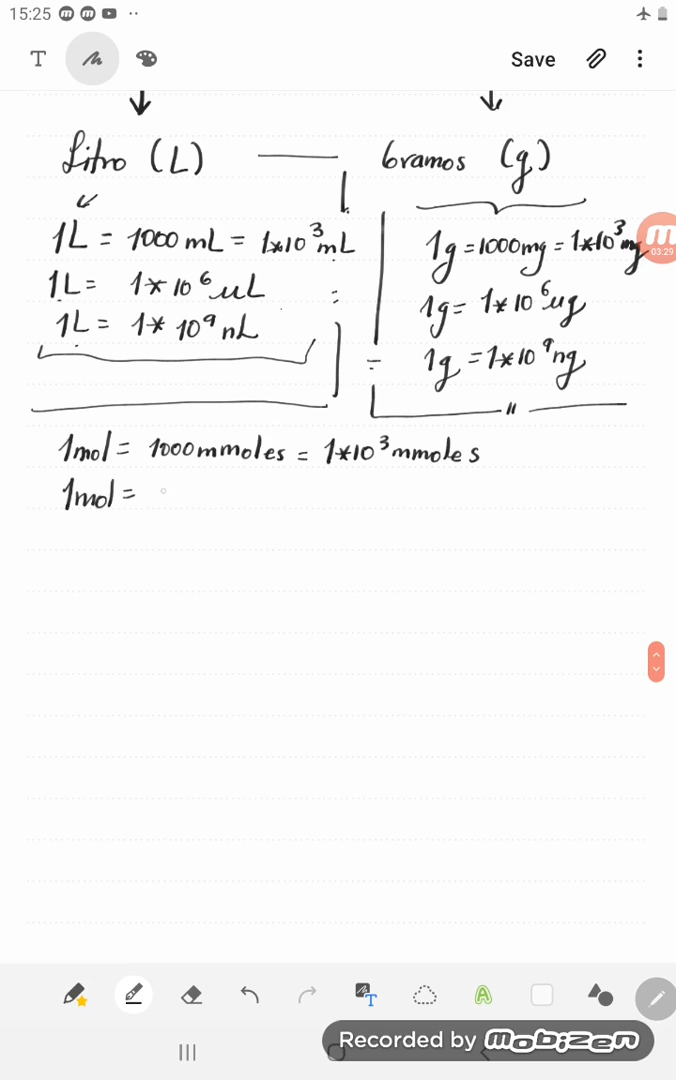 15:25
T Save
Litro (L) Gramos (g)
1L = 1000 mL = 1*10³ mL
1g = 1000mg = 1*10³ mg
03:29
1L = 1* 10⁶ uL
1g = 1*10⁶ ug
1L = 1* 10⁹ nL
1g = 1*10⁹ ng
1mol = 1000mmoles = 1*10³ mmoles
1mol =
T
A
Recorded by mobizen